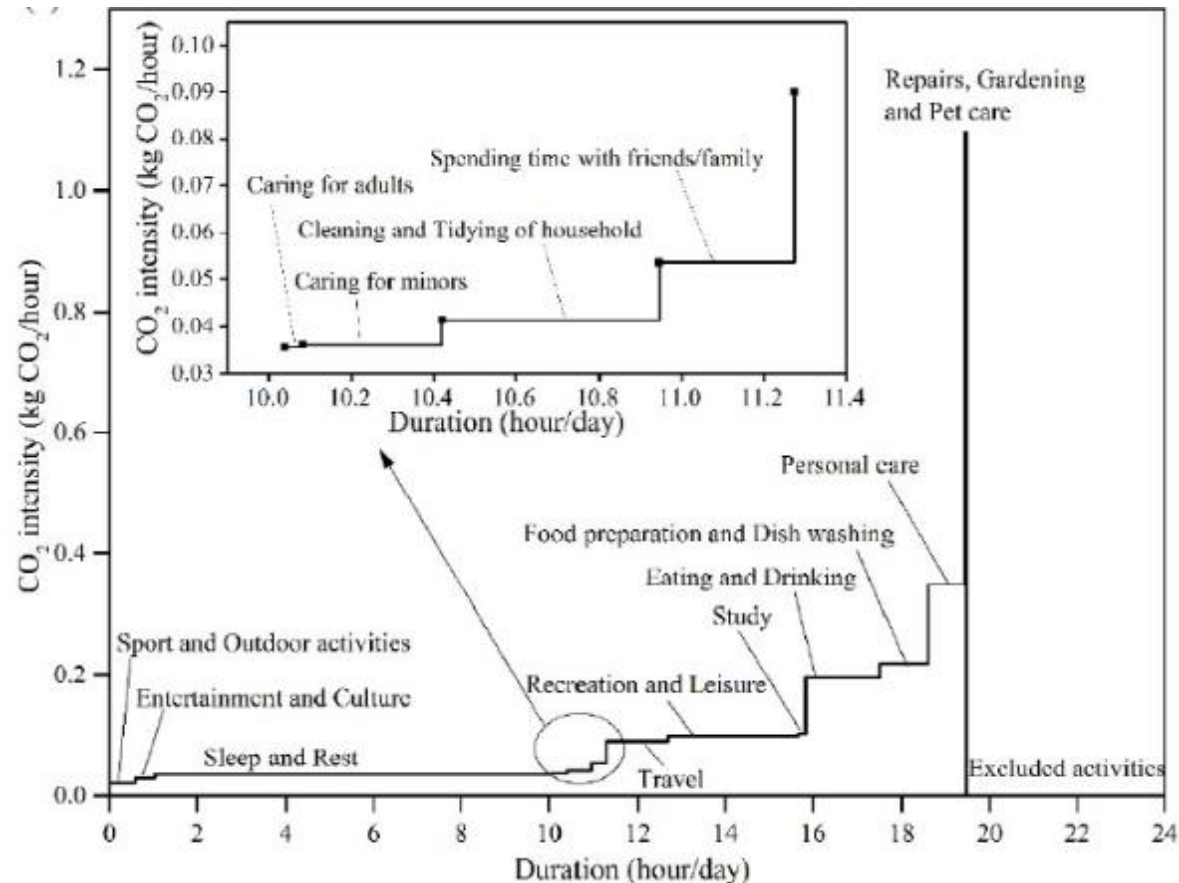 CO2 intensity (kg CO2/hour)
1.2
1.0
0.8
0.6
0.4
0.2
0.0
CO2 intensity (kg CO2/hour)
0.10
0.09
0.08
0.07
0.06
0.05
0.04
0.03
Caring for adults
Spending time with friends/family
Cleaning and Tidying of household
Caring for minors
10.0 10.2 10.4 10.6 10.8 11.0 11.2 11.4
Duration (hour/day)
Repairs, Gardening
and Pet care
Personal care
Food preparation and Dish washing
Eating and Drinking
Study
Sport and Outdoor activities
Recreation and Leisure
Entertainment and Culture
Sleep and Rest
Travel
Excluded activities
0 2 4 6 8 10 12 14 16 18 20 22 24
Duration (hour/day)